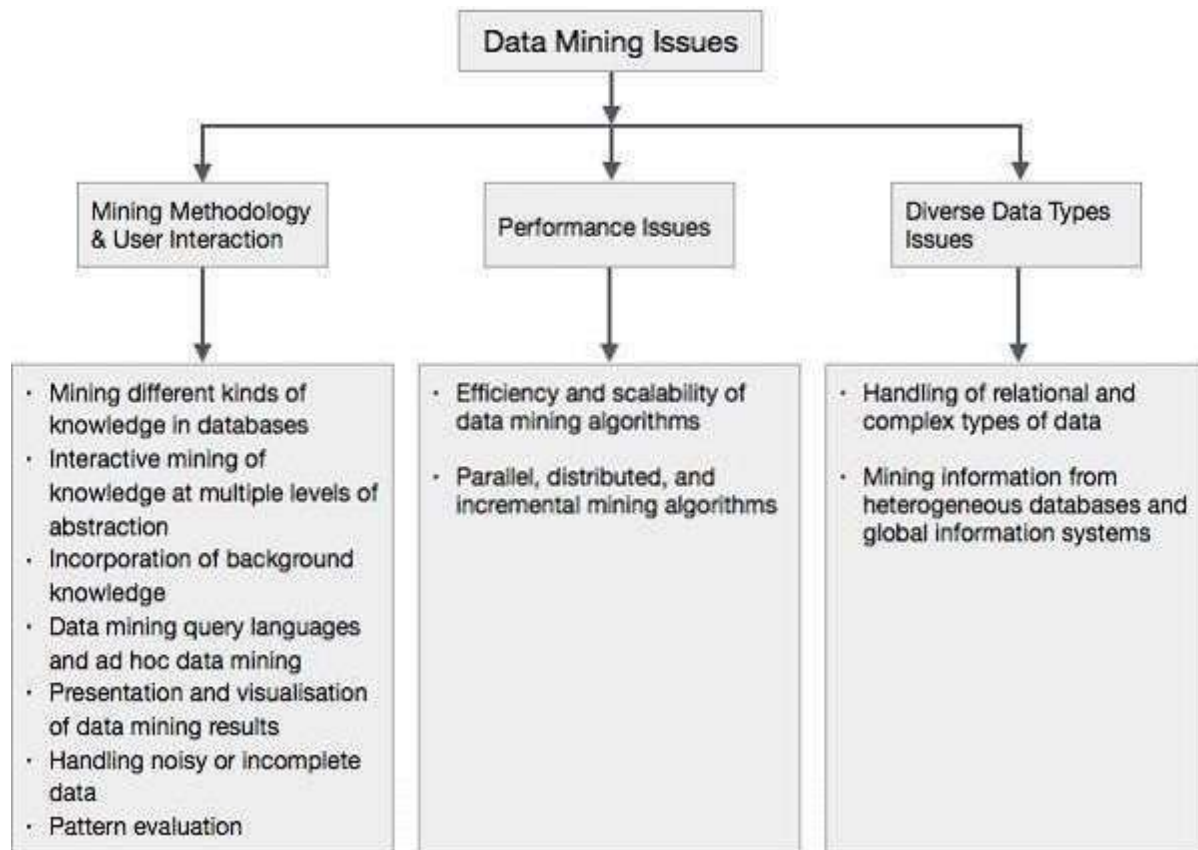 Data Mining Issues
Mining Methodology
& User Interaction
Performance Issues
Diverse Data Types
Issues
· Mining different kinds of
knowledge in databases
· Interactive mining of
knowledge at multiple levels of
abstraction
· Incorporation of background
knowledge
· Data mining query languages
and ad hoc data mining
· Presentation and visualisation
of data mining results
· Handling noisy or incomplete
data
· Pattern evaluation
· Efficiency and scalability of
data mining algorithms
· Parallel, distributed, and
incremental mining algorithms
· Handling of relational and
complex types of data
· Mining information from
heterogeneous databases and
global information systems